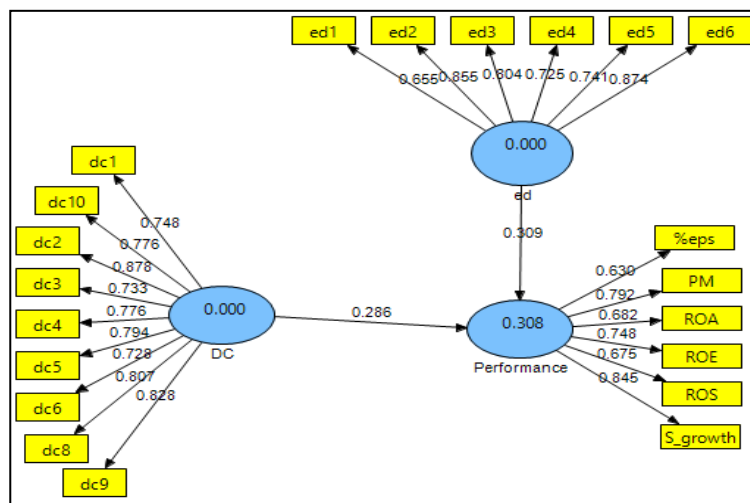 ed1 ed2 ed3 ed4 ed5 ed6
0.655 0.855 0.804 0.725 0.741 0.874
0.000
ed
0.309
dc1
dc10
dc2
dc3
dc4
dc5
dc6
dc8
dc9
0.748
0.776
0.878
0.733
0.776
0.794
0.728
0.807
0.828
0.000
DC
0.286
0.308
Performance
0.630
0.792
0.682
0.748
0.675
0.845
%eps
PM
ROA
ROE
ROS
S_growth